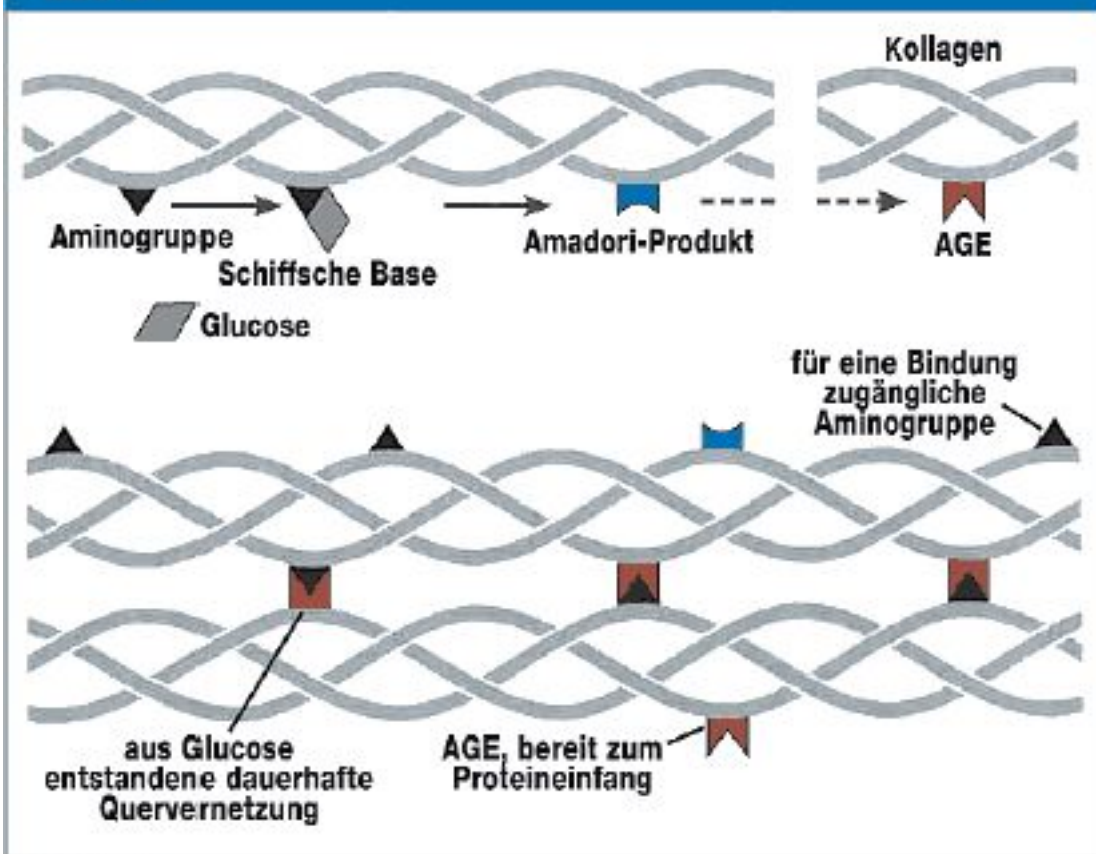 Kollagen
Aminogruppe
Schiffsche Base
Amadori-Produkt
AGE
Glucose
für eine Bindung
zugängliche
Aminogruppe
aus Glucose
entstandene dauerhafte
Quervernetzung
AGE, bereit zum
Proteineinfang